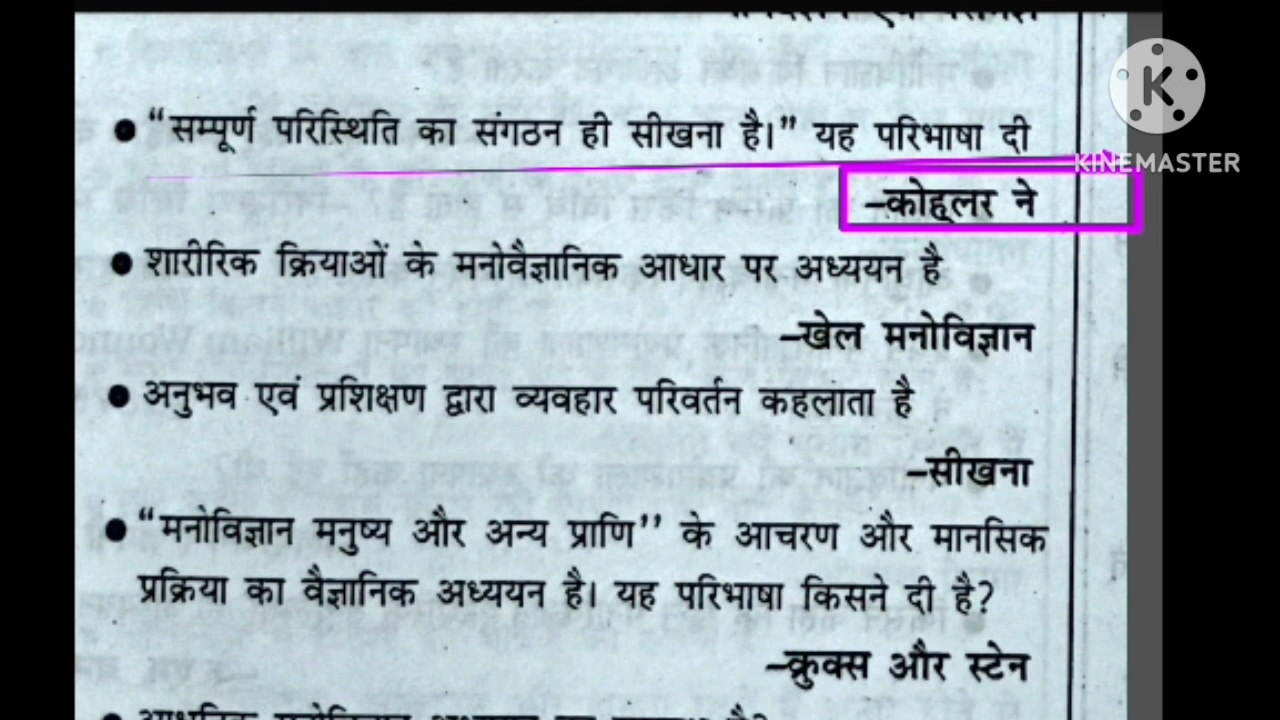 ● “सम्पूर्ण परिस्थिति का संगठन ही सीखना है।” यह परिभाषा दी
KINEMASTER
–कोहलर ने
● शारीरिक क्रियाओं के मनोवैज्ञानिक आधार पर अध्ययन है
–खेल मनोविज्ञान
● अनुभव एवं प्रशिक्षण द्वारा व्यवहार परिवर्तन कहलाता है
–सीखना
● “मनोविज्ञान मनुष्य और अन्य प्राणि’’ के आचरण और मानसिक
प्रक्रिया का वैज्ञानिक अध्ययन है। यह परिभाषा किसने दी है?
–क्रुक्स और स्टेन